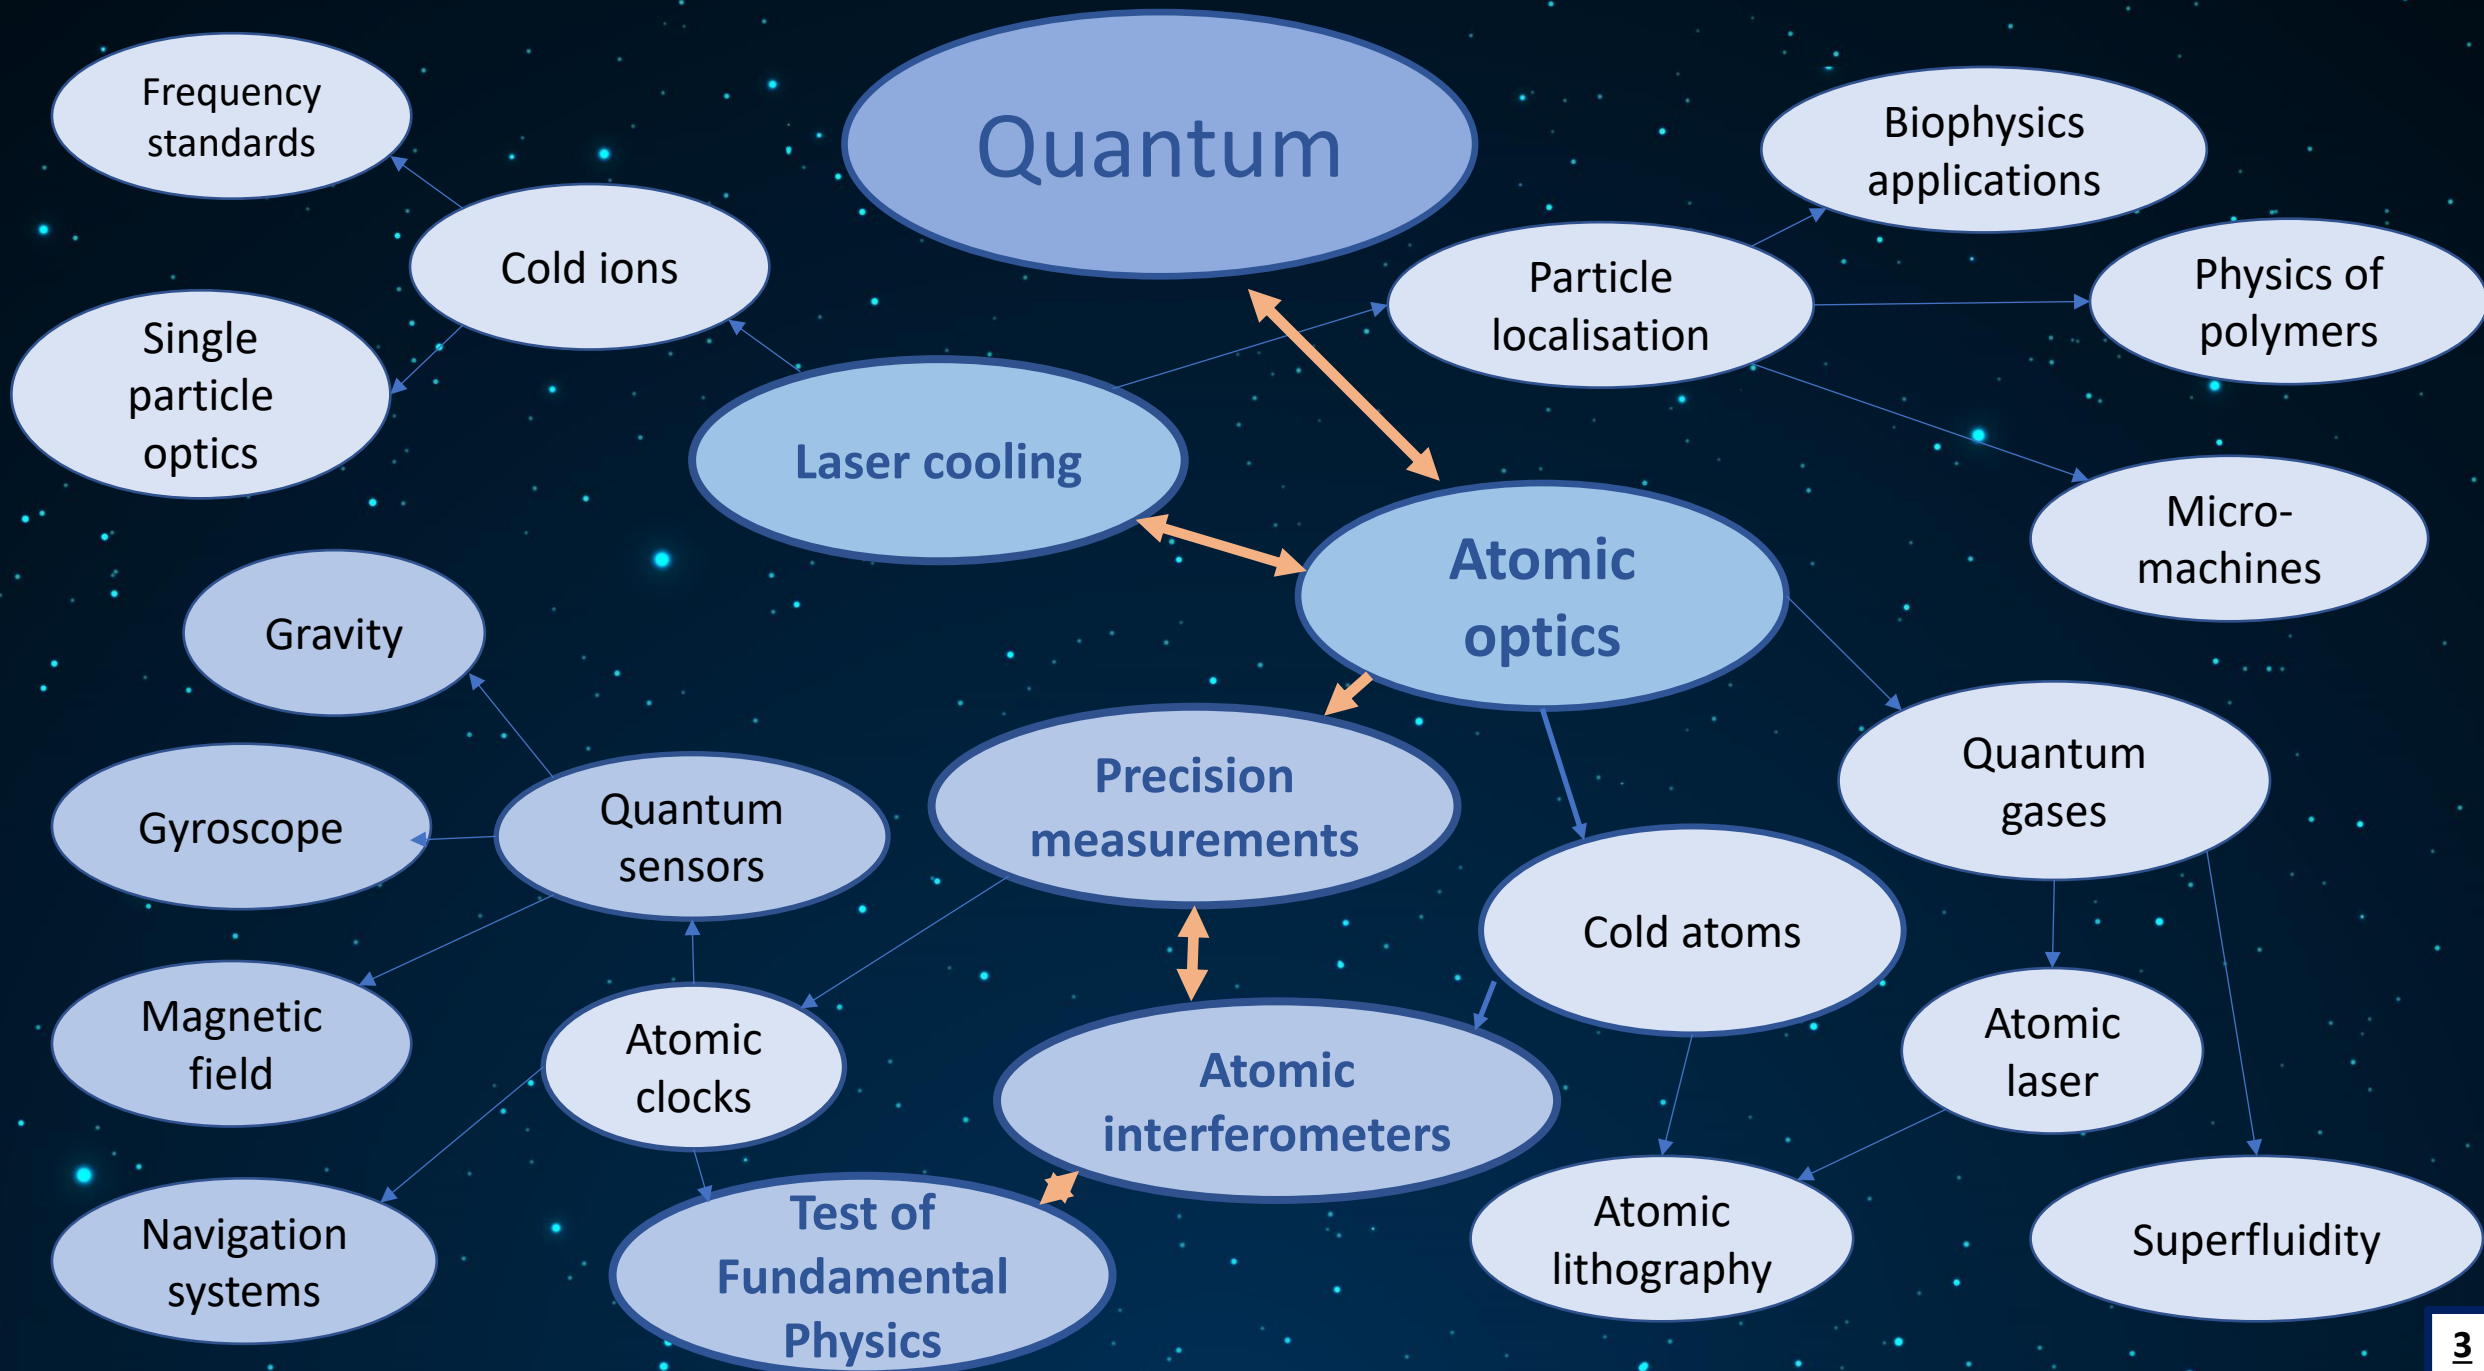 Quantum
Frequency
standards
Cold ions
Single
particle
optics
Laser cooling
Particle
localisation
Biophysics
applications
Physics of
polymers
Micro-
machines
Atomic
optics
Gravity
Gyroscope
Quantum
sensors
Magnetic
field
Precision
measurements
Quantum
gases
Cold atoms
Atomic
clocks
Atomic
interferometers
Atomic
laser
Navigation
systems
Test of
Fundamental
Physics
Atomic
lithography
Superfluidity
3